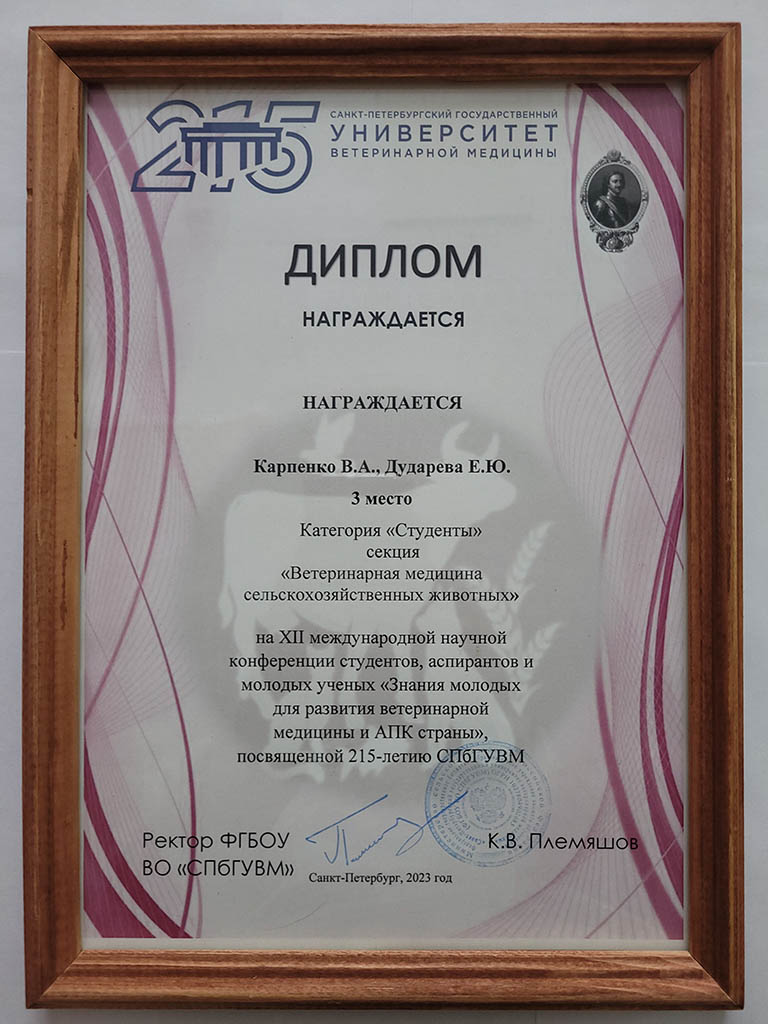 215
САНКТ-ПЕТЕРБУРГСКИЙ ГОСУДАРСТВЕННЫЙ
УНИВЕРСИТЕТ
ВЕТЕРИНАРНОЙ МЕДИЦИНЫ
ДИПЛОМ
НАГРАЖДАЕТСЯ
НАГРАЖДАЕТСЯ
Карпенко В.А., Дударева Е.Ю.
3 место
Категория «Студенты»
секция
«Ветеринарная медицина
сельскохозяйственных животных»
на XII международной научной
конференции студентов, аспирантов и
молодых ученых «Знания молодых
для развития ветеринарной
медицины и АПК страны»,
посвященной 215-летию СПбГУВМ
Ректор ФГБОУ
ВО «СПбГУВМ»
К.В. Племяшов
Санкт-Петербург, 2023 год